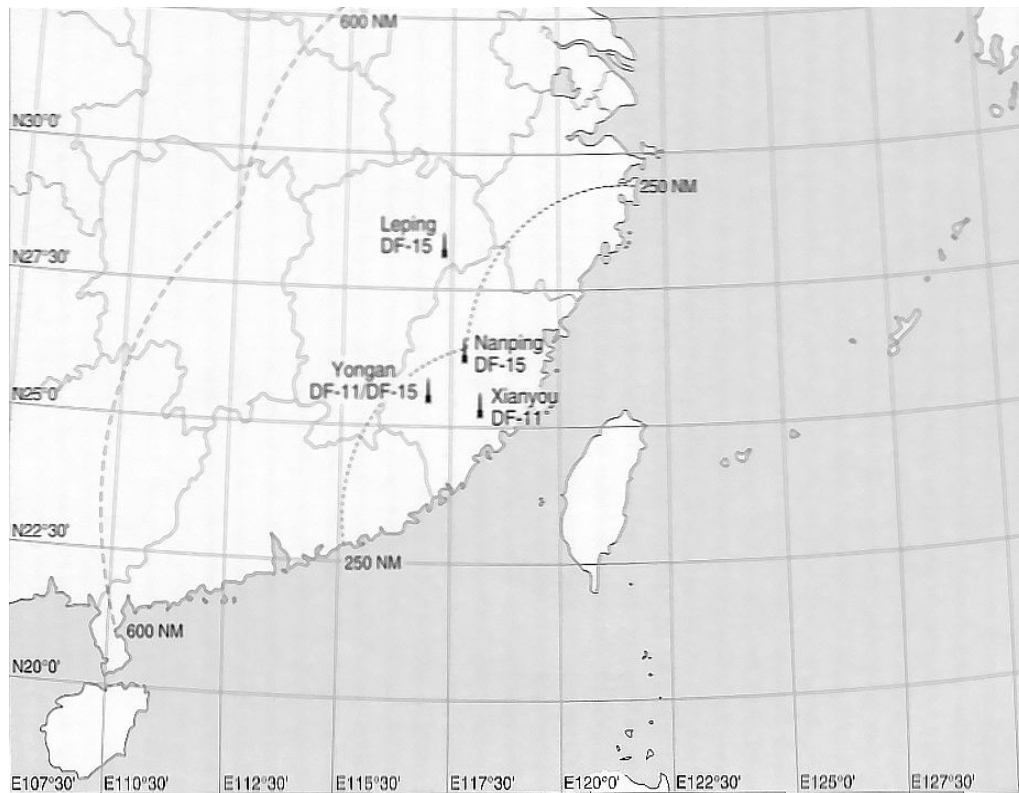 600 NM
N30°0'
250 NM
Leping
DF-15
N27°30'
Nanping
DF-15
Yongan
DF-11/DF-15
Xianyou
DF-11°
N25°0'
N22°30'
250 NM
600 NM
N20°0'
E107°30'
E110°30'
E112°30'
E115°30'
E117°30'
E120°0'
E122°30'
E125°0'
E127°30'